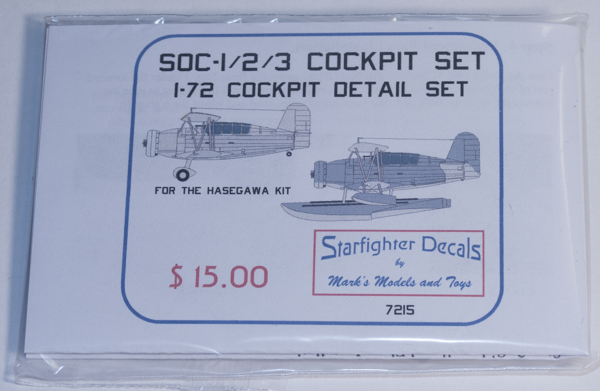 SOC-1/2/3 COCKPIT SET
1-72 COCKPIT DETAIL SET
FOR THE HASEGAWA KIT
$ 15.00
Starfighter Decals
by
Mark's Models and Toys
7215